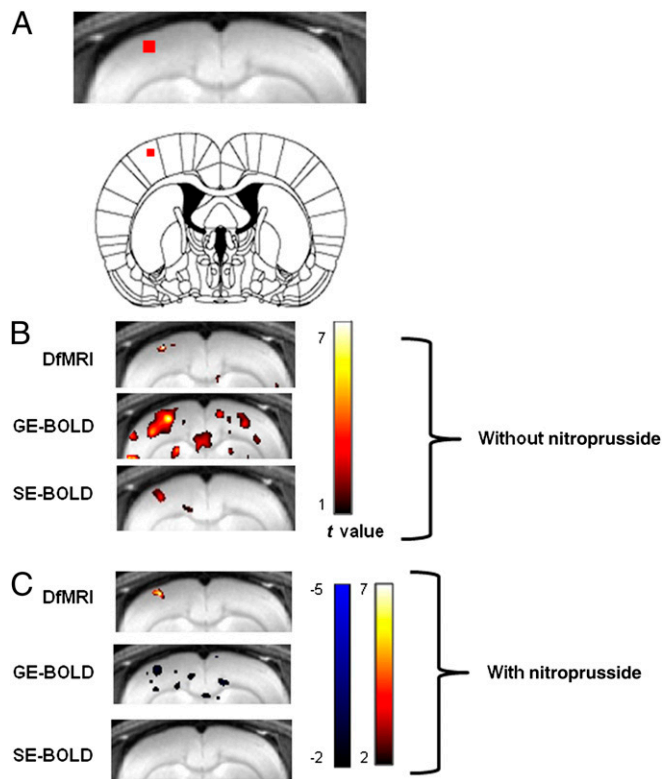 A
B
DfMRI
GE-BOLD
SE-BOLD
7
1
t value
Without nitroprusside
C
DfMRI
GE-BOLD
SE-BOLD
-5
-2
7
2
With nitroprusside